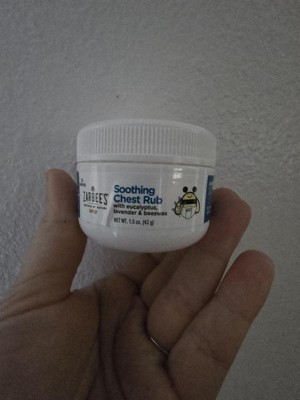 ZARBEE'S
Soothing
Chest Rub
with eucalyptus,
lavender & beeswax
NET WT. 1.5 oz. (42 g)